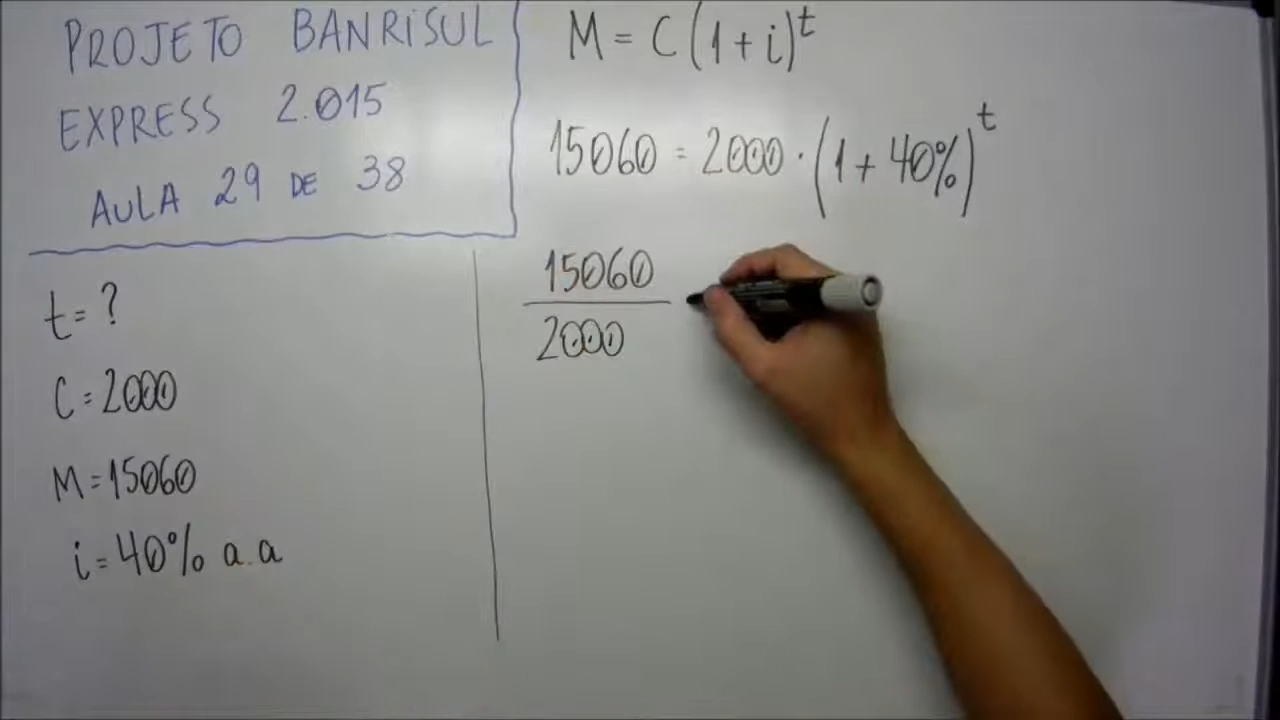 PROJETO BANRISUL
EXPRESS 2.015
AULA 29 DE 38
t = ?
C = 2000
M = 15060
i = 40% a.a
M = C(1+i)^t
15060 = 2000 · (1 + 40%)^t
15060
2000